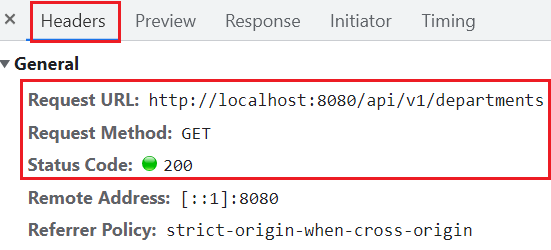 × Headers Preview Response Initiator Timing
▼ General
Request URL: http://localhost:8080/api/v1/departments
Request Method: GET
Status Code: 200
Remote Address: [::1]:8080
Referrer Policy: strict-origin-when-cross-origin